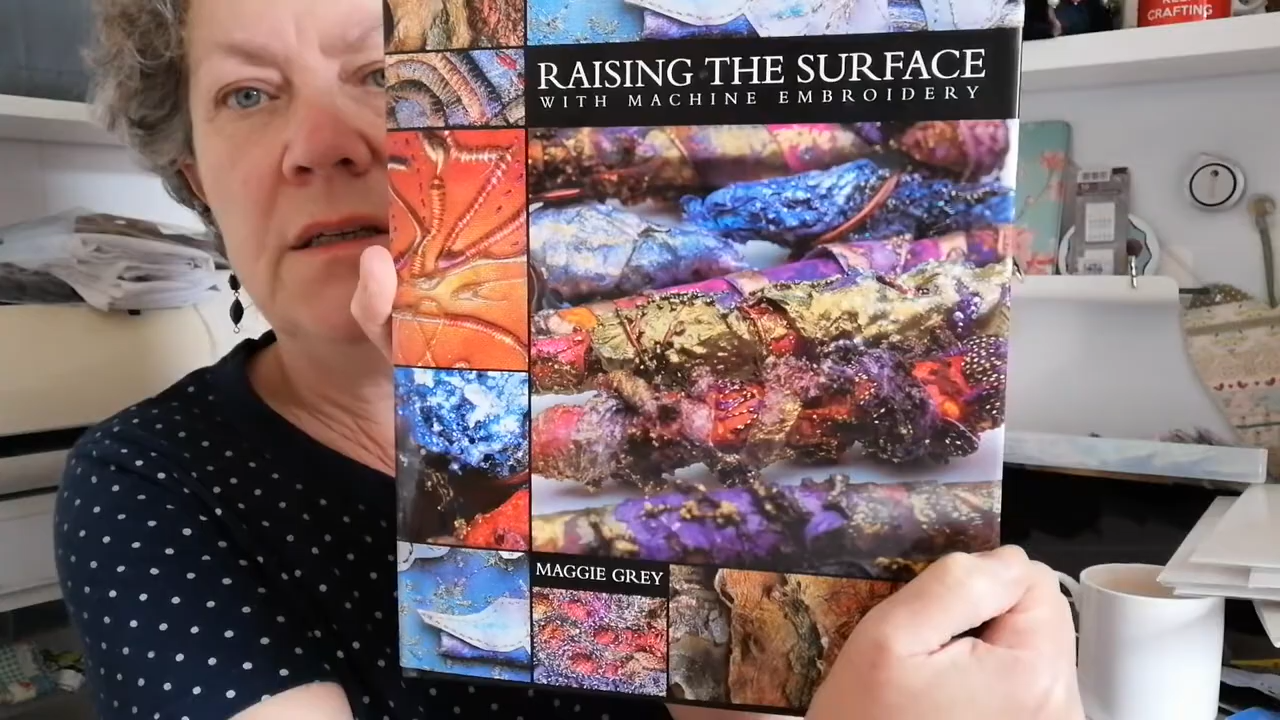 CRAFTING
RAISING THE SURFACE
WITH MACHINE EMBROIDERY
MAGGIE GREY